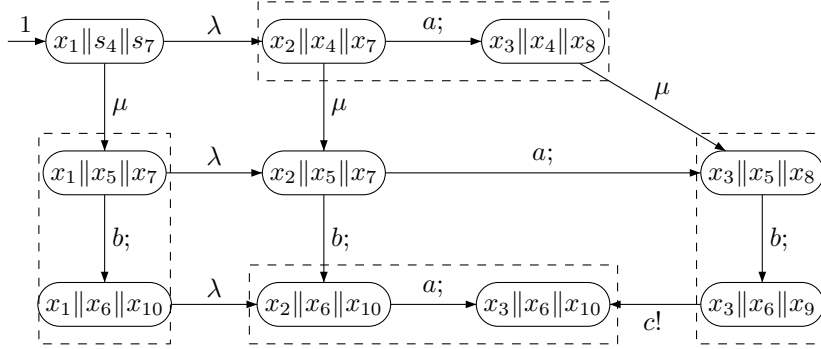 1 x₁‖s₄‖s₇ λ x₂‖x₄‖x₇ a; x₃‖x₄‖x₈
μ μ μ
x₁‖x₅‖x₇ λ x₂‖x₅‖x₇ a; x₃‖x₅‖x₈
b; b; b;
x₁‖x₆‖x₁₀ λ x₂‖x₆‖x₁₀ a; x₃‖x₆‖x₁₀ c! x₃‖x₆‖x₉